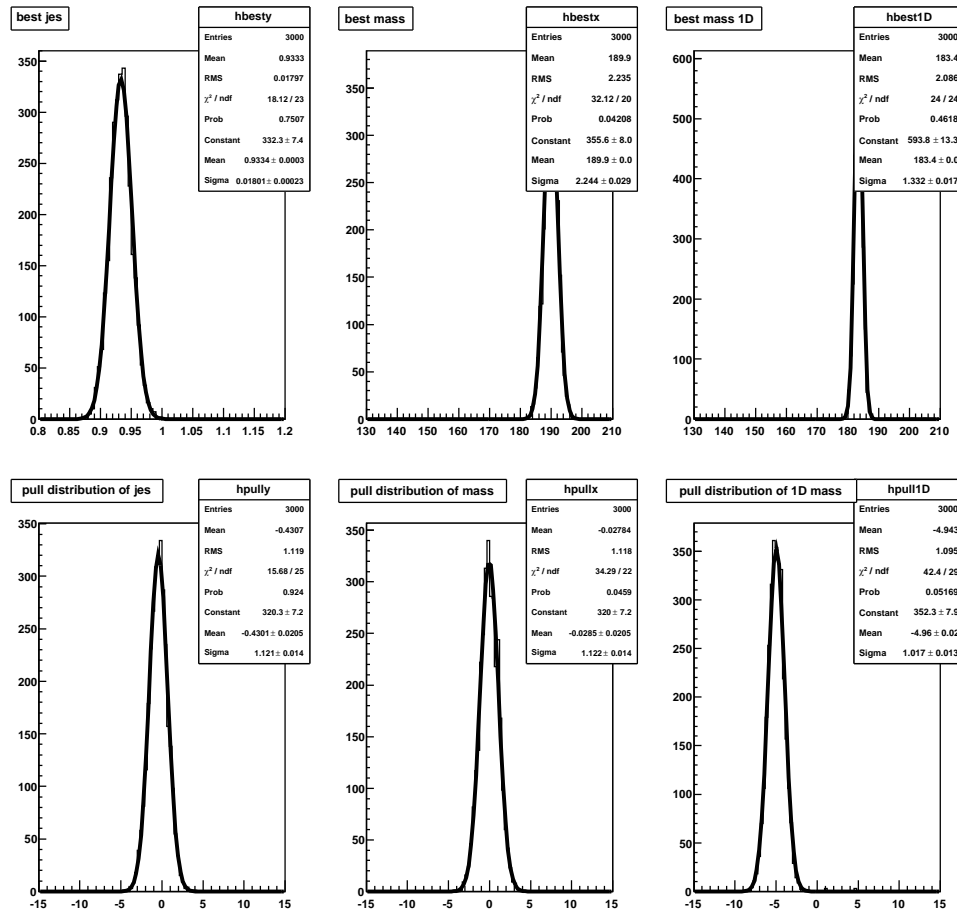 best jes
hbesty
Entries 3000
Mean 0.9333
RMS 0.01797
χ² / ndf 18.12 / 23
Prob 0.7507
Constant 332.3 ± 7.4
Mean 0.9334 ± 0.0003
Sigma 0.01801 ± 0.00023
350
300
250
200
150
100
50
0
0.8 0.85 0.9 0.95 1 1.05 1.1 1.15 1.2
best mass
hbestx
Entries 3000
Mean 189.9
RMS 2.235
χ² / ndf 32.12 / 20
Prob 0.04208
Constant 355.6 ± 8.0
Mean 189.9 ± 0.0
Sigma 2.244 ± 0.029
350
300
250
200
150
100
50
0
130 140 150 160 170 180 190 200 210
best mass 1D
hbest1D
Entries 3000
Mean 183.4
RMS 2.086
χ² / ndf 24 / 24
Prob 0.4618
Constant 593.8 ± 13.3
Mean 183.4 ± 0.0
Sigma 1.332 ± 0.017
600
500
400
300
200
100
0
130 140 150 160 170 180 190 200 210
pull distribution of jes
hpully
Entries 3000
Mean -0.4307
RMS 1.119
χ² / ndf 15.68 / 25
Prob 0.924
Constant 320.3 ± 7.2
Mean -0.4301 ± 0.0205
Sigma 1.121 ± 0.014
350
300
250
200
150
100
50
0
-15 -10 -5 0 5 10 15
pull distribution of mass
hpullx
Entries 3000
Mean -0.02784
RMS 1.118
χ² / ndf 34.29 / 22
Prob 0.0459
Constant 320 ± 7.2
Mean -0.0285 ± 0.0205
Sigma 1.122 ± 0.014
350
300
250
200
150
100
50
0
-15 -10 -5 0 5 10 15
pull distribution of 1D mass
hpull1D
Entries 3000
Mean -4.943
RMS 1.095
χ² / ndf 42.4 / 29
Prob 0.05169
Constant 352.3 ± 7.9
Mean -4.96 ± 0.02
Sigma 1.017 ± 0.013
350
300
250
200
150
100
50
0
-15 -10 -5 0 5 10 15